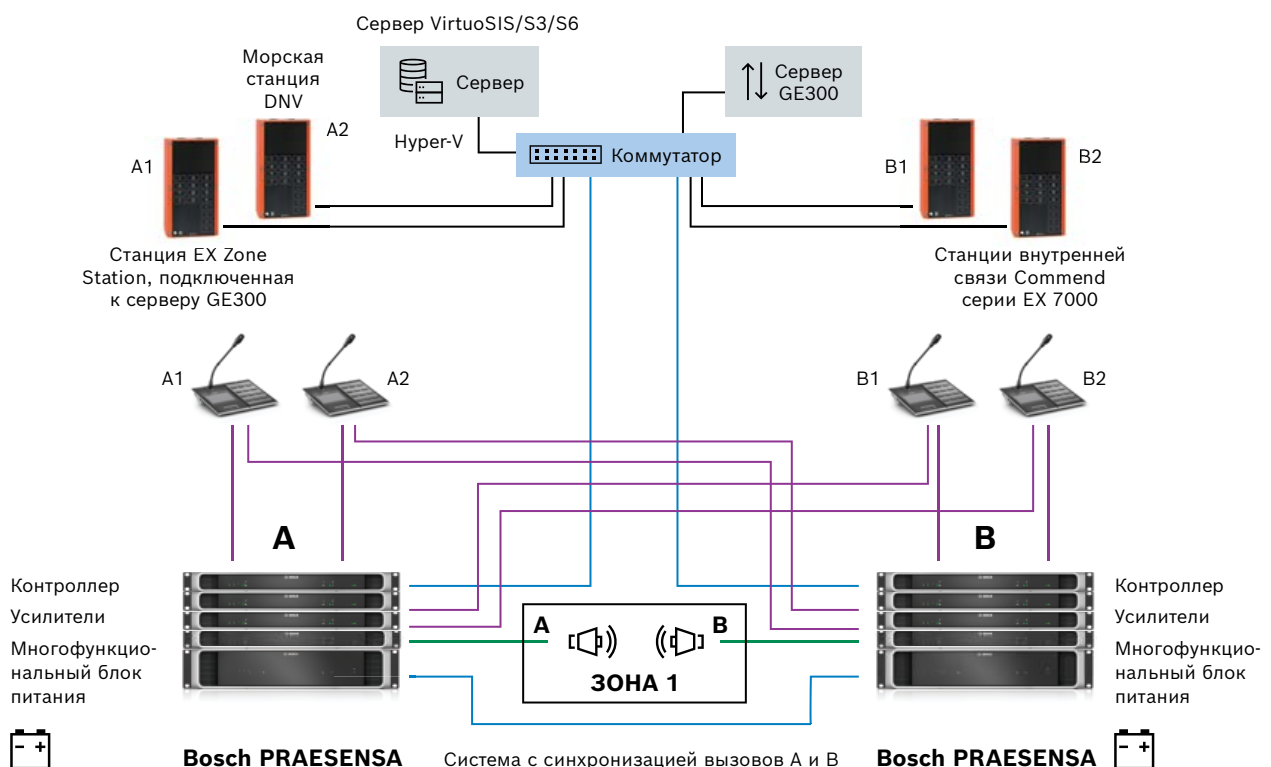 Сервер VirtuoSIS/S3/S6
Морская
станция
DNV
A2
A1
Сервер
Сервер
GE300
Hyper-V
Коммутатор
B1
B2
Станция EX Zone
Station, подключенная
к серверу GE300
Станции внутренней
связи Commend
серии EX 7000
A1
A2
B1
B2
A
B
Контроллер
Усилители
Многофункцио-
нальный блок
питания
A
B
ЗОНА 1
Контроллер
Усилители
Многофункцио-
нальный блок
питания
- +
Bosch PRAESENSA
Система с синхронизацией вызовов A и B
Bosch PRAESENSA
- +